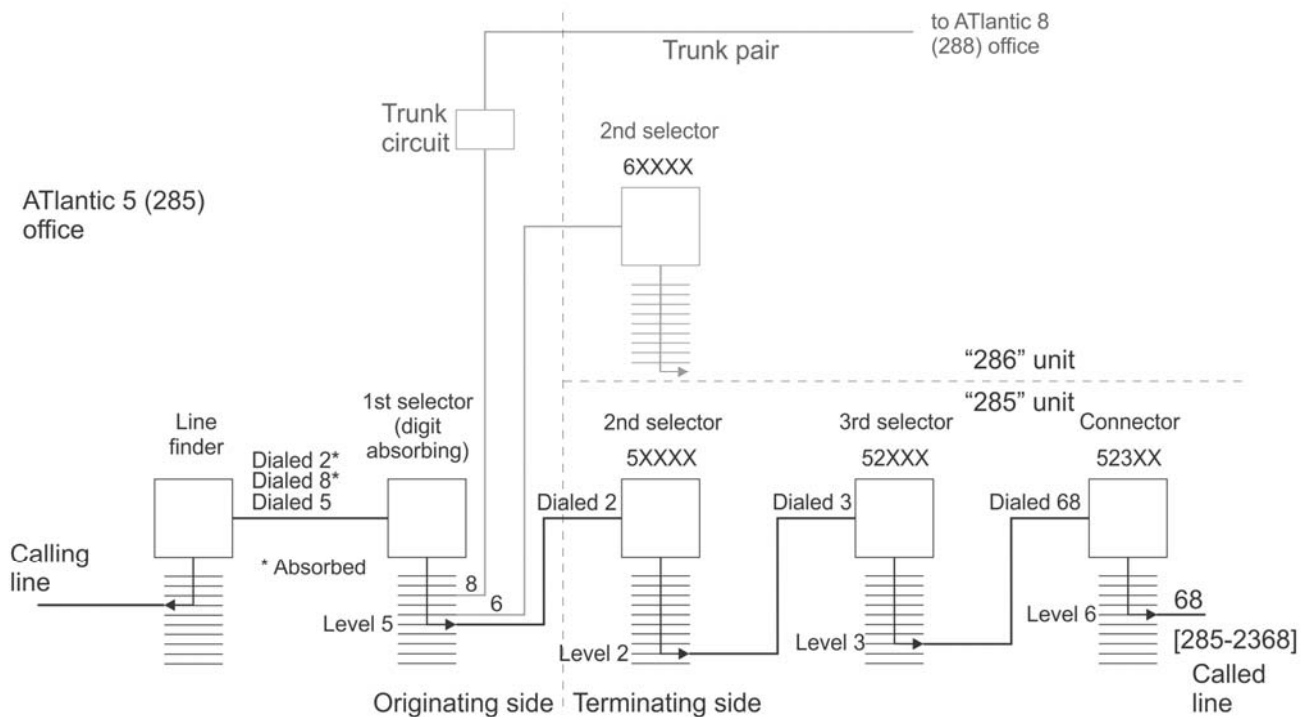 to ATlantic 8
(288) office
Trunk pair
Trunk
circuit
2nd selector
6XXXX
ATlantic 5 (285)
office
“286” unit
“285” unit
Line
finder
1st selector
(digit
absorbing)
2nd selector
5XXXX
3rd selector
52XXX
Connector
523XX
Dialed 2*
Dialed 8*
Dialed 5
Dialed 2
Dialed 3
Dialed 68
Calling
line
* Absorbed
8
6
Level 5
Level 2
Level 3
Level 6
68
[285-2368]
Called
line
Originating side
Terminating side